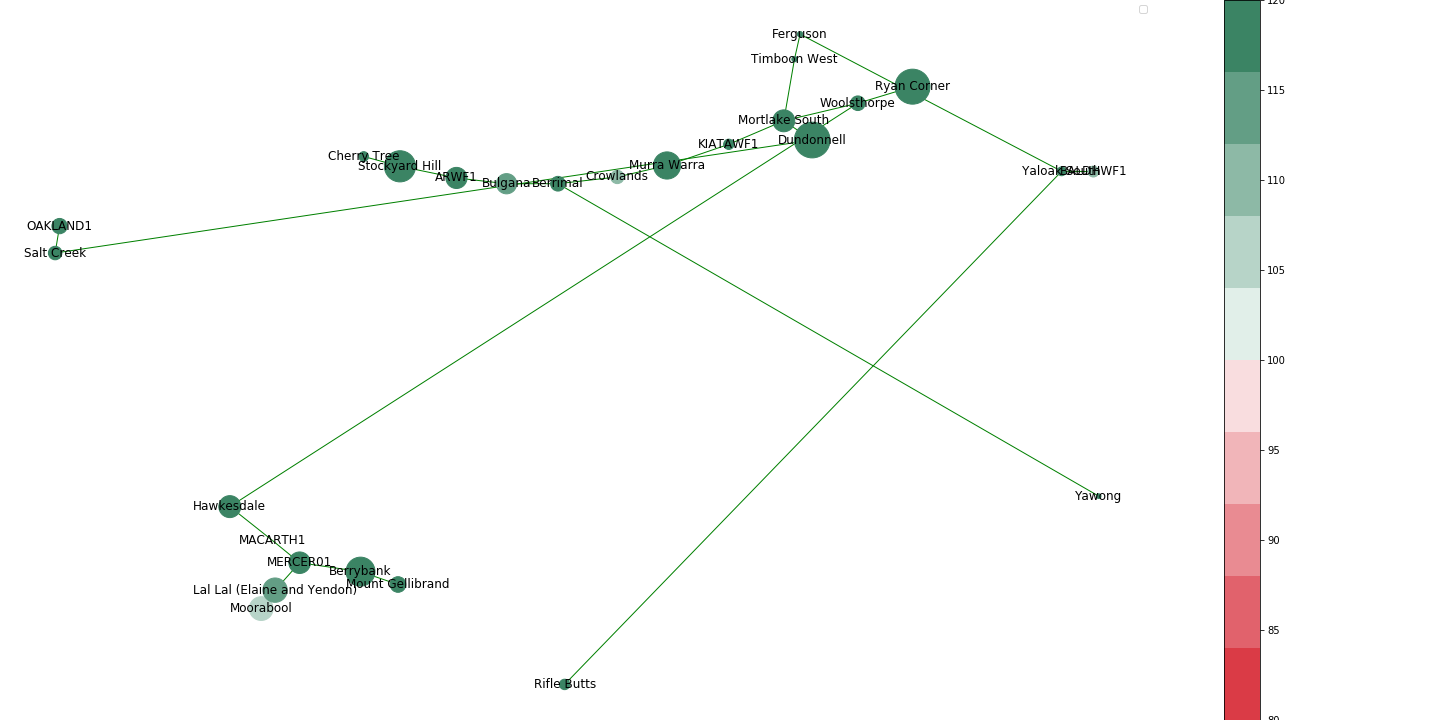 120
Ferguson
Timboon West
Ryan Corner
115
Woolsthorpe
Mortlake South
Dundonnell
KIATAWF1
Cherry Tree
Stockyard Hill
Murra Warra
ARWF1
Bulgana
Berrimal
Crowlands
110
OAKLAND1
Salt Creek
105
100
95
Yawong
Hawkesdale
90
MACARTH1
MERCER01
Berrybank
Mount Gellibrand
Lal Lal (Elaine and Yendon)
Moorabool
85
Rifle Butts
80